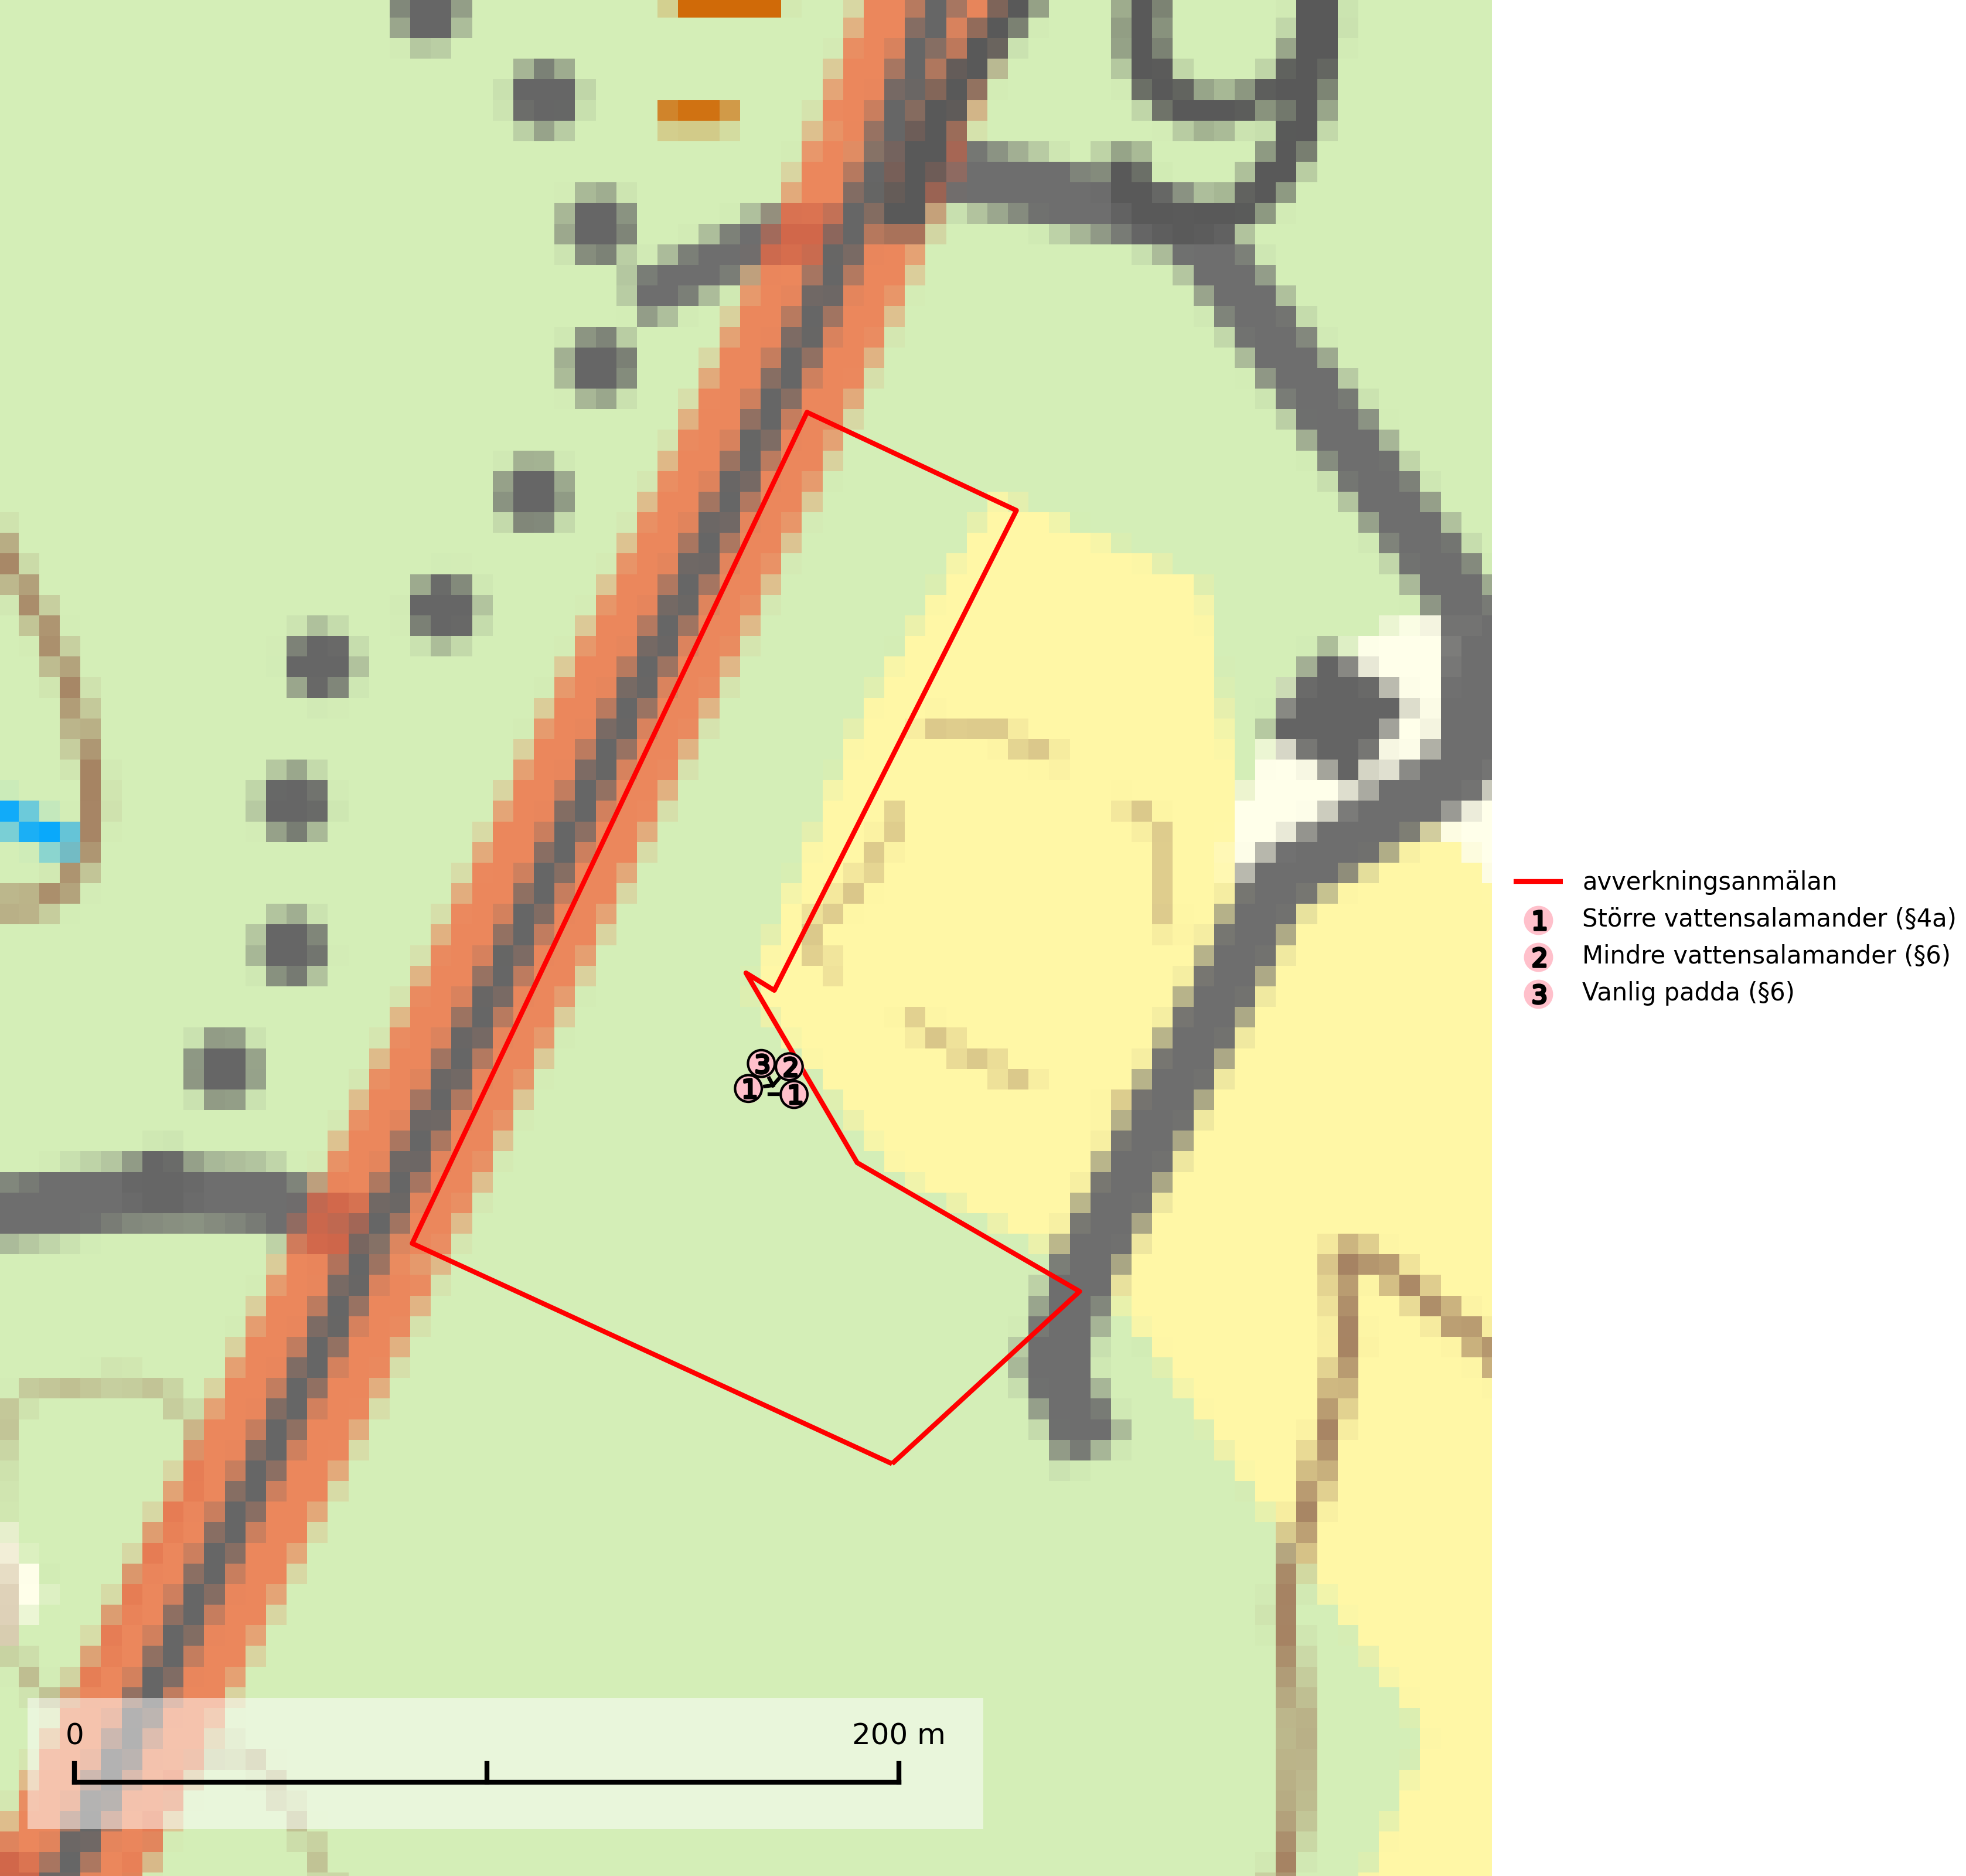 avverkningsanmälan
1 Större vattensalamander (§4a)
2 Mindre vattensalamander (§6)
3 Vanlig padda (§6)
3 2
1 1
0 200 m